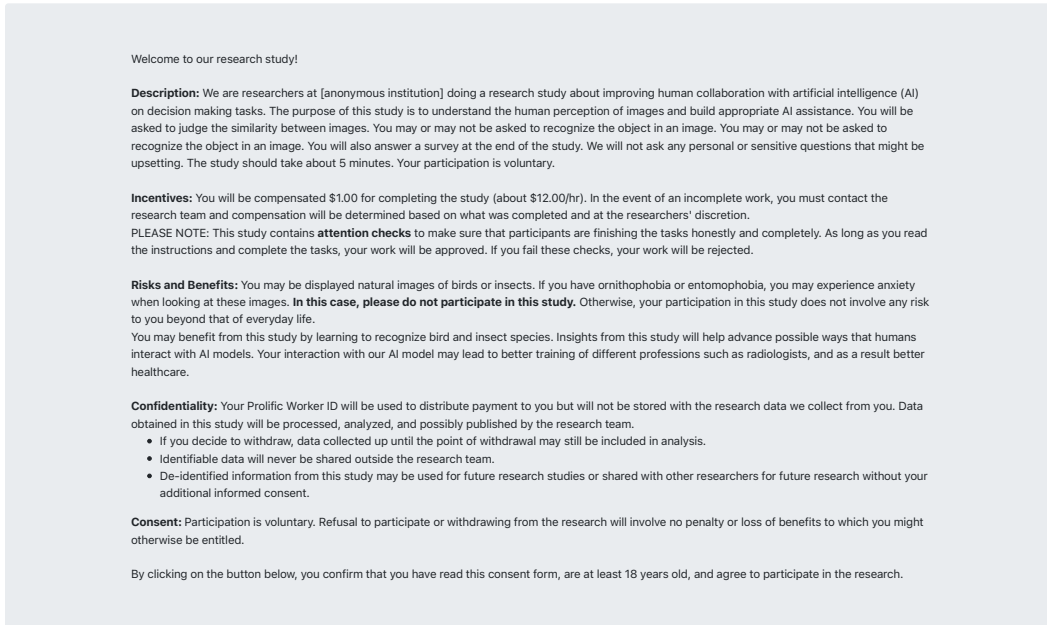 Welcome to our research study!
Description: We are researchers at [anonymous institution] doing a research study about improving human collaboration with artificial intelligence (AI)
on decision making tasks. The purpose of this study is to understand the human perception of images and build appropriate AI assistance. You will be
asked to judge the similarity between images. You may or may not be asked to recognize the object in an image. You may or may not be asked to
recognize the object in an image. You will also answer a survey at the end of the study. We will not ask any personal or sensitive questions that might be
upsetting. The study should take about 5 minutes. Your participation is voluntary.
Incentives: You will be compensated $1.00 for completing the study (about $12.00/hr). In the event of an incomplete work, you must contact the
research team and compensation will be determined based on what was completed and at the researchers' discretion.
PLEASE NOTE: This study contains attention checks to make sure that participants are finishing the tasks honestly and completely. As long as you read
the instructions and complete the tasks, your work will be approved. If you fail these checks, your work will be rejected.
Risks and Benefits: You may be displayed natural images of birds or insects. If you have ornithophobia or entomophobia, you may experience anxiety
when looking at these images. In this case, please do not participate in this study. Otherwise, your participation in this study does not involve any risk
to you beyond that of everyday life.
You may benefit from this study by learning to recognize bird and insect species. Insights from this study will help advance possible ways that humans
interact with AI models. Your interaction with our AI model may lead to better training of different professions such as radiologists, and as a result better
healthcare.
Confidentiality: Your Prolific Worker ID will be used to distribute payment to you but will not be stored with the research data we collect from you. Data
obtained in this study will be processed, analyzed, and possibly published by the research team.
• If you decide to withdraw, data collected up until the point of withdrawal may still be included in analysis.
• Identifiable data will never be shared outside the research team.
• De-identified information from this study may be used for future research studies or shared with other researchers for future research without your
additional informed consent.
Consent: Participation is voluntary. Refusal to participate or withdrawing from the research will involve no penalty or loss of benefits to which you might
otherwise be entitled.
By clicking on the button below, you confirm that you have read this consent form, are at least 18 years old, and agree to participate in the research.